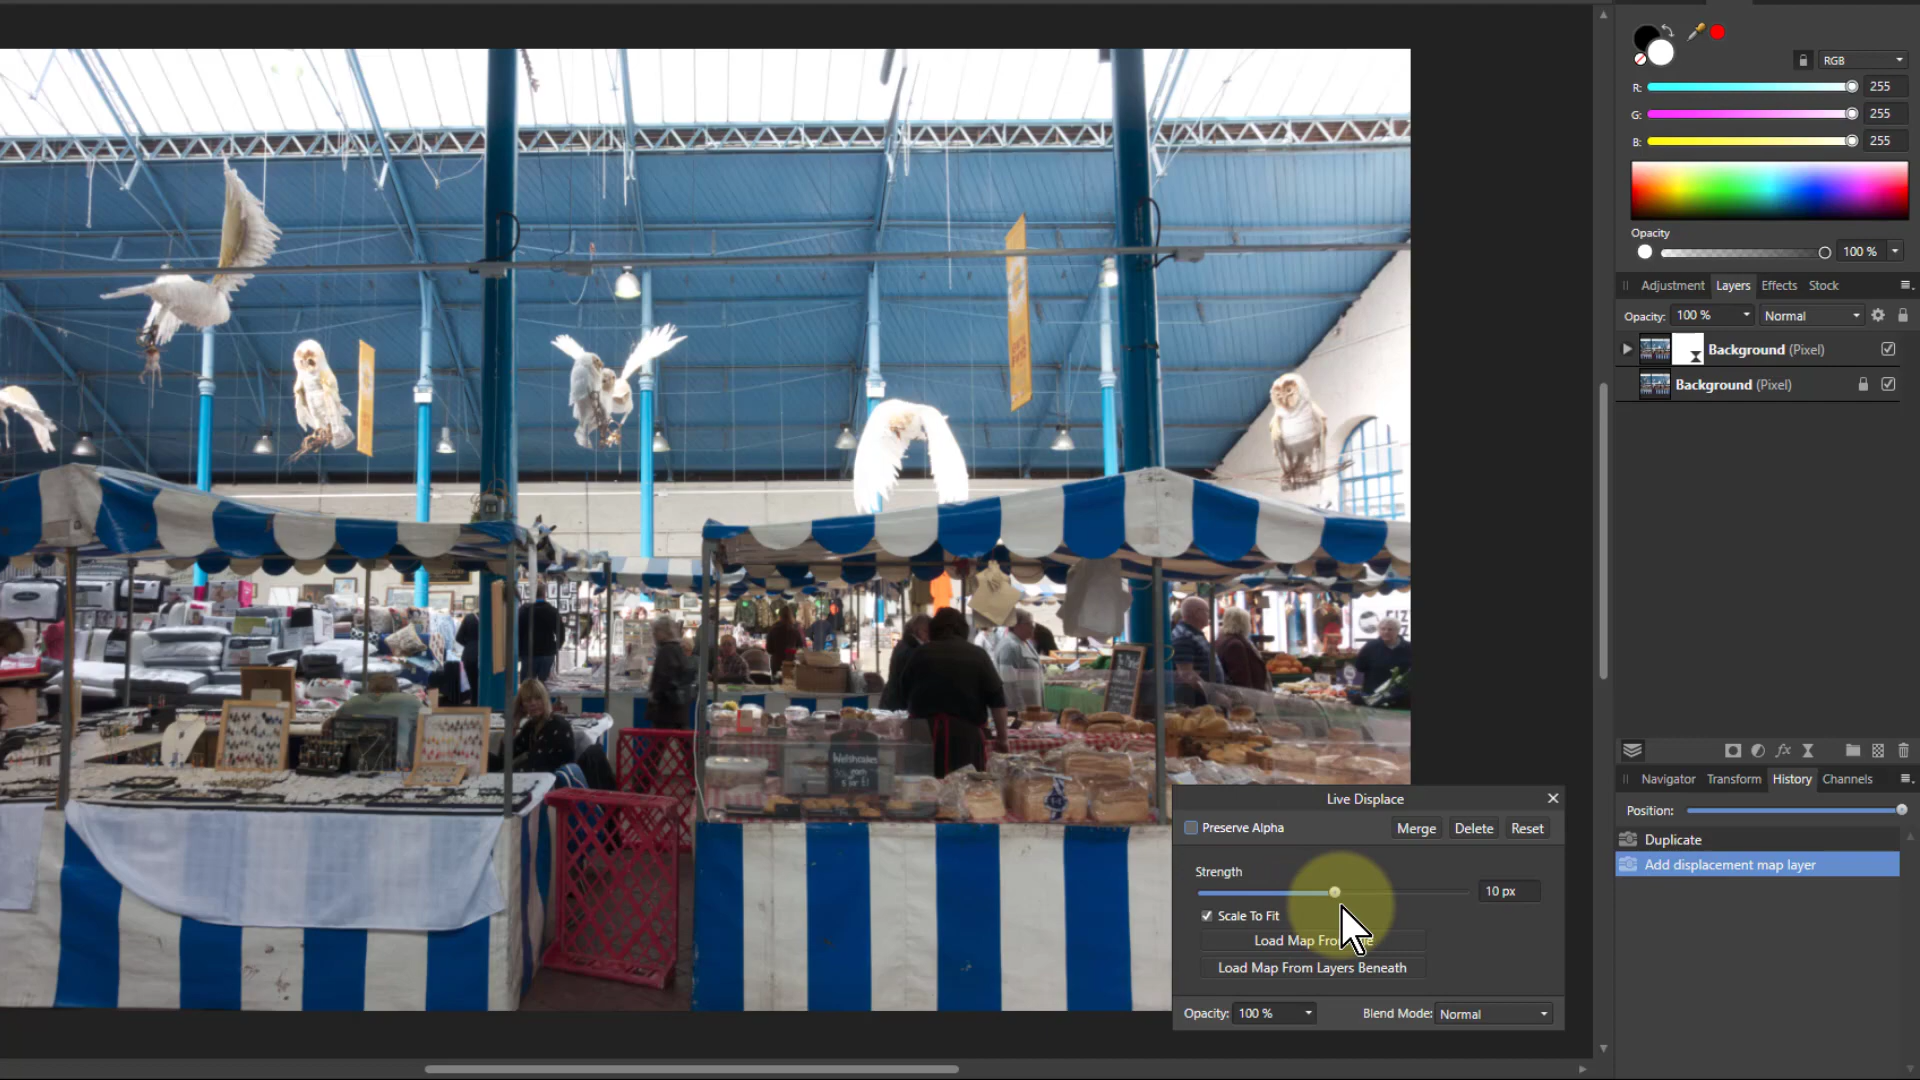 RGB
R: 255
G: 255
B: 255
Opacity
100 %
Adjustment Layers Effects Stock
Opacity: 100 % Normal
Background (Pixel)
Background (Pixel)
Navigator Transform History Channels
Position:
Duplicate
Add displacement map layer
Live Displace
Preserve Alpha Merge Delete Reset
Strength
10 px
Scale To Fit
Load Map Fro
Load Map From Layers Beneath
Opacity: 100 % Blend Mode: Normal
Welshcakes